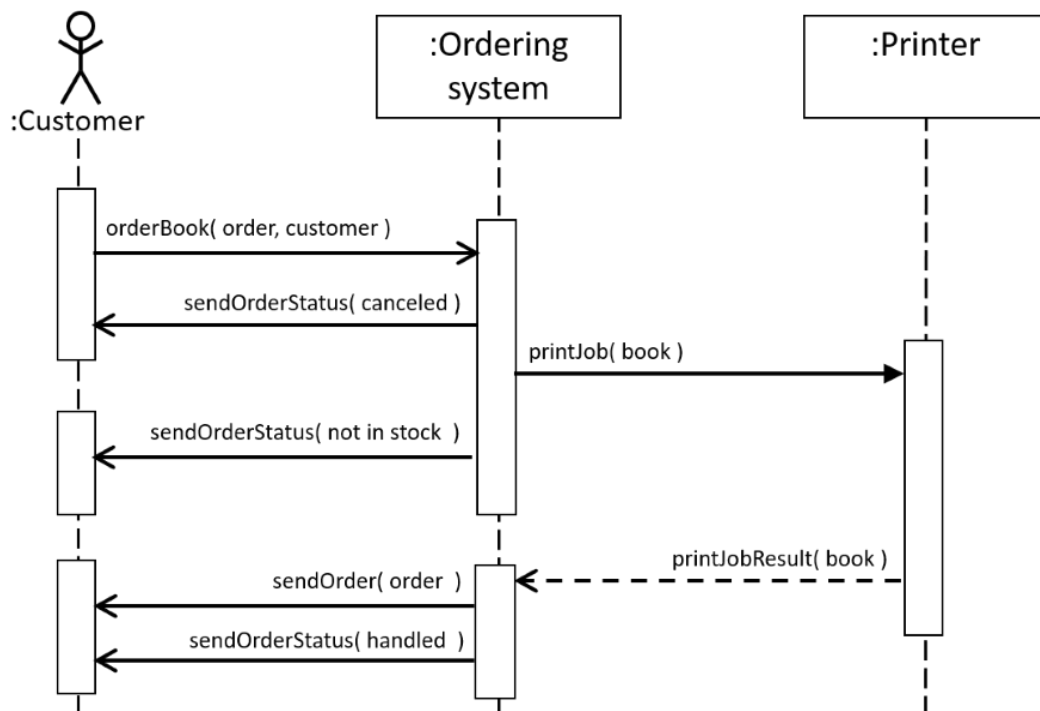 :Ordering
system
:Printer
:Customer
orderBook( order, customer )
sendOrderStatus( canceled )
printJob( book )
sendOrderStatus( not in stock  )
printJobResult( book )
sendOrder( order  )
sendOrderStatus( handled  )